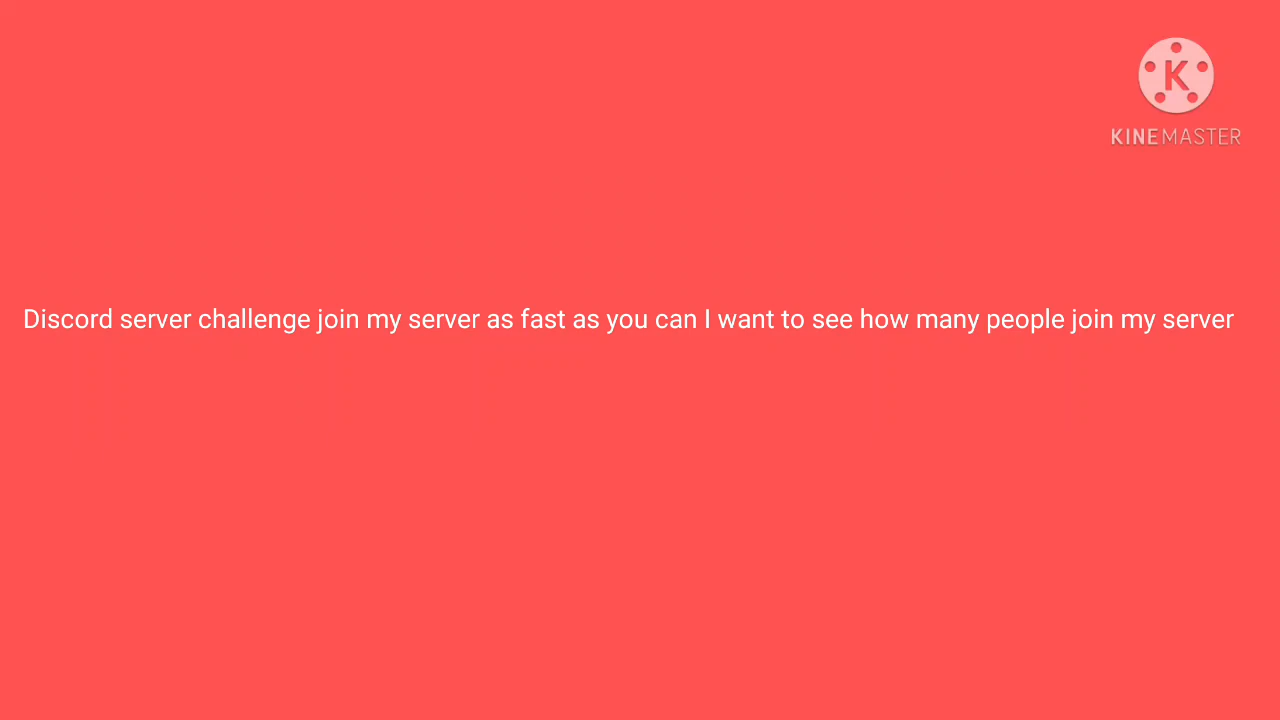 K
KINEMASTER
Discord server challenge join my server as fast as you can I want to see how many people join my server